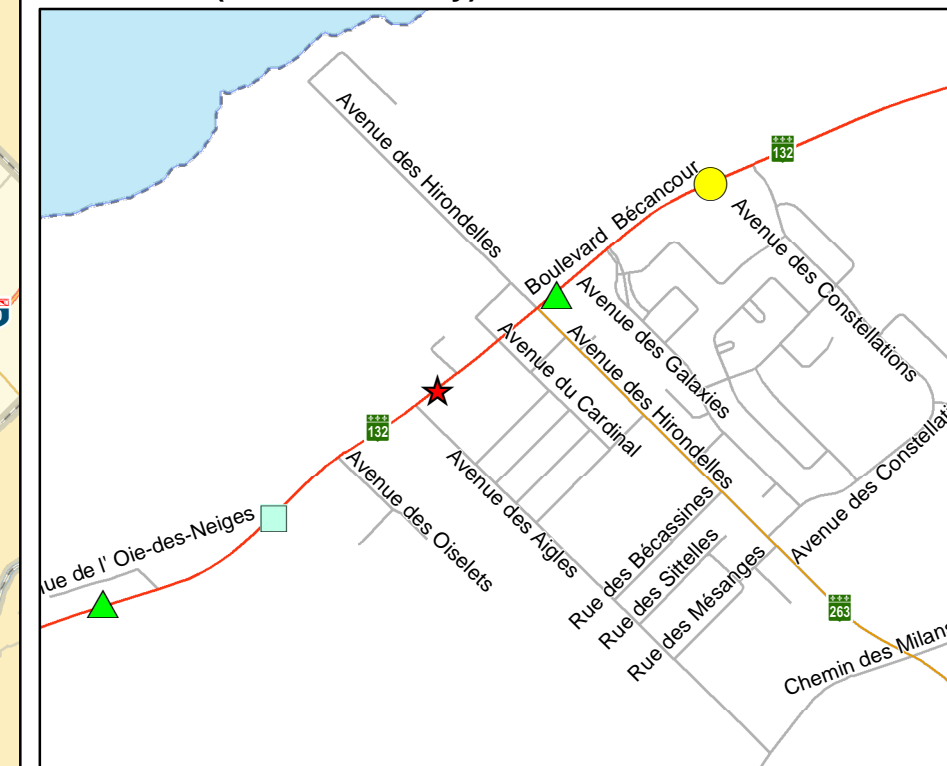 Avenue des Hirondelles
132
Boulevard Bécancour
Avenue des Constellations
Avenue des Galaxies
Avenue des Hirondelles
Avenue du Cardinal
132
Avenue des Aigles
Avenue des Oiselets
ue de l' Oie-des-Neiges
Rue des Bécassines
Rue des Sittelles
Rue des Mésanges
Avenue des Constellati
263
Chemin des Milans